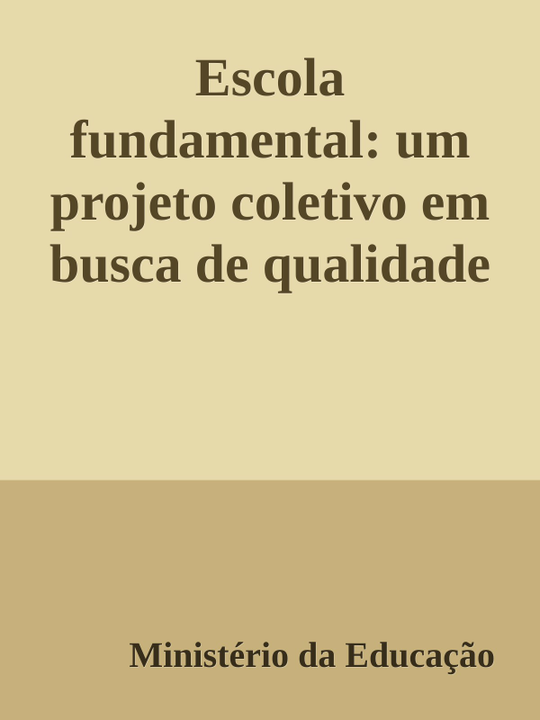 Escola
fundamental: um
projeto coletivo em
busca de qualidade
Ministério da Educação